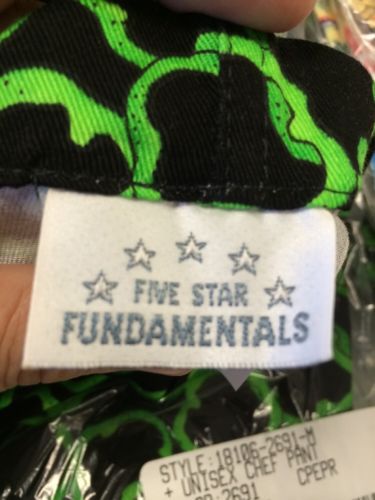 FIVE STAR
FUNDAMENTALS
STYLE:18106-2691-M
+ UNISEX CHEF PANT
CPEPR